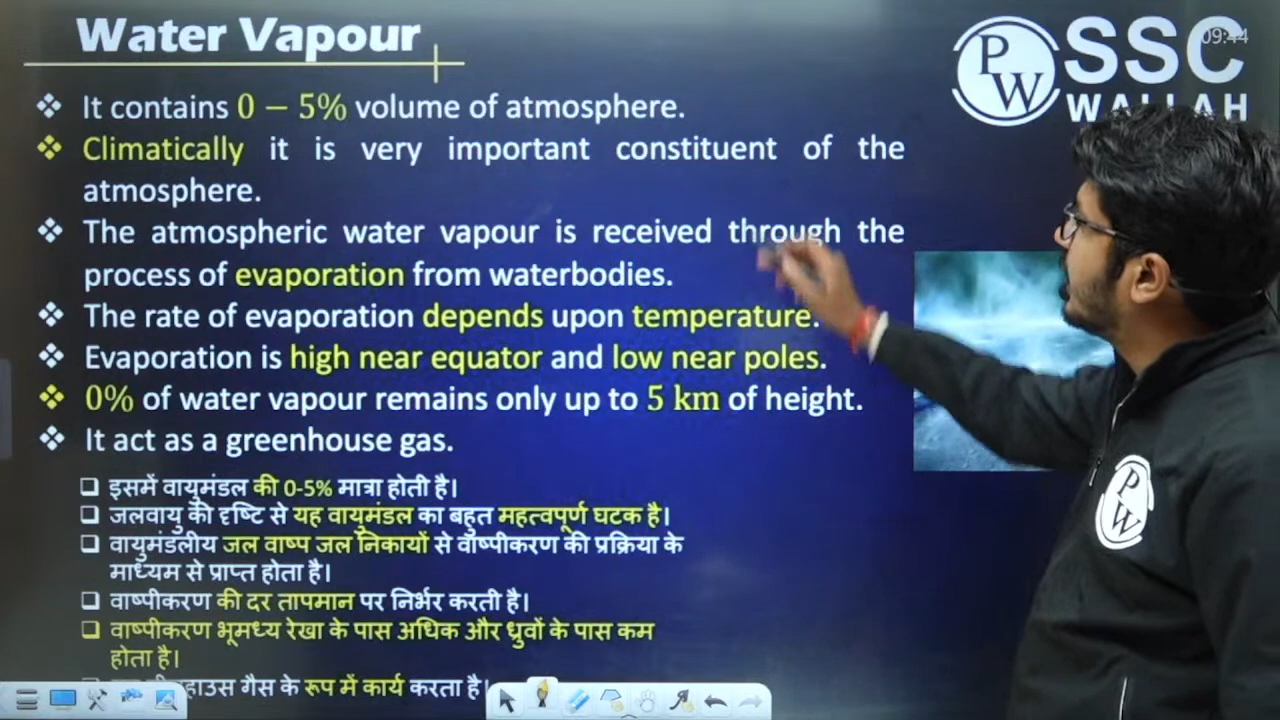 Water Vapour
PW SSC
09:44
WALLAH
❖ It contains 0 – 5% volume of atmosphere.
❖ Climatically it is very important constituent of the
atmosphere.
❖ The atmospheric water vapour is received through the
process of evaporation from waterbodies.
❖ The rate of evaporation depends upon temperature.
❖ Evaporation is high near equator and low near poles.
❖ 0% of water vapour remains only up to 5 km of height.
❖ It act as a greenhouse gas.
❑ इसमें वायुमंडल की 0-5% मात्रा होती है।
❑ जलवायु की दृष्टि से यह वायुमंडल का बहुत महत्वपूर्ण घटक है।
❑ वायुमंडलीय जल वाष्प जल निकायों से वाष्पीकरण की प्रक्रिया के
माध्यम से प्राप्त होता है।
❑ वाष्पीकरण की दर तापमान पर निर्भर करती है।
❑ वाष्पीकरण भूमध्य रेखा के पास अधिक और ध्रुवों के पास कम
होता है।
गैस के रूप में कार्य करता है।
PW